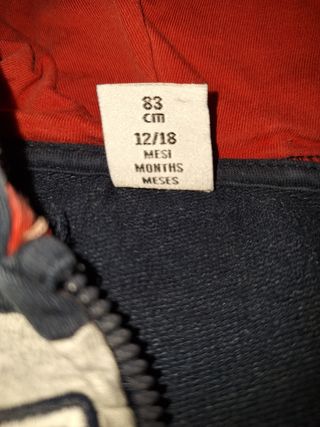 83
cm
12/18
MESI
MONTHS
MESES